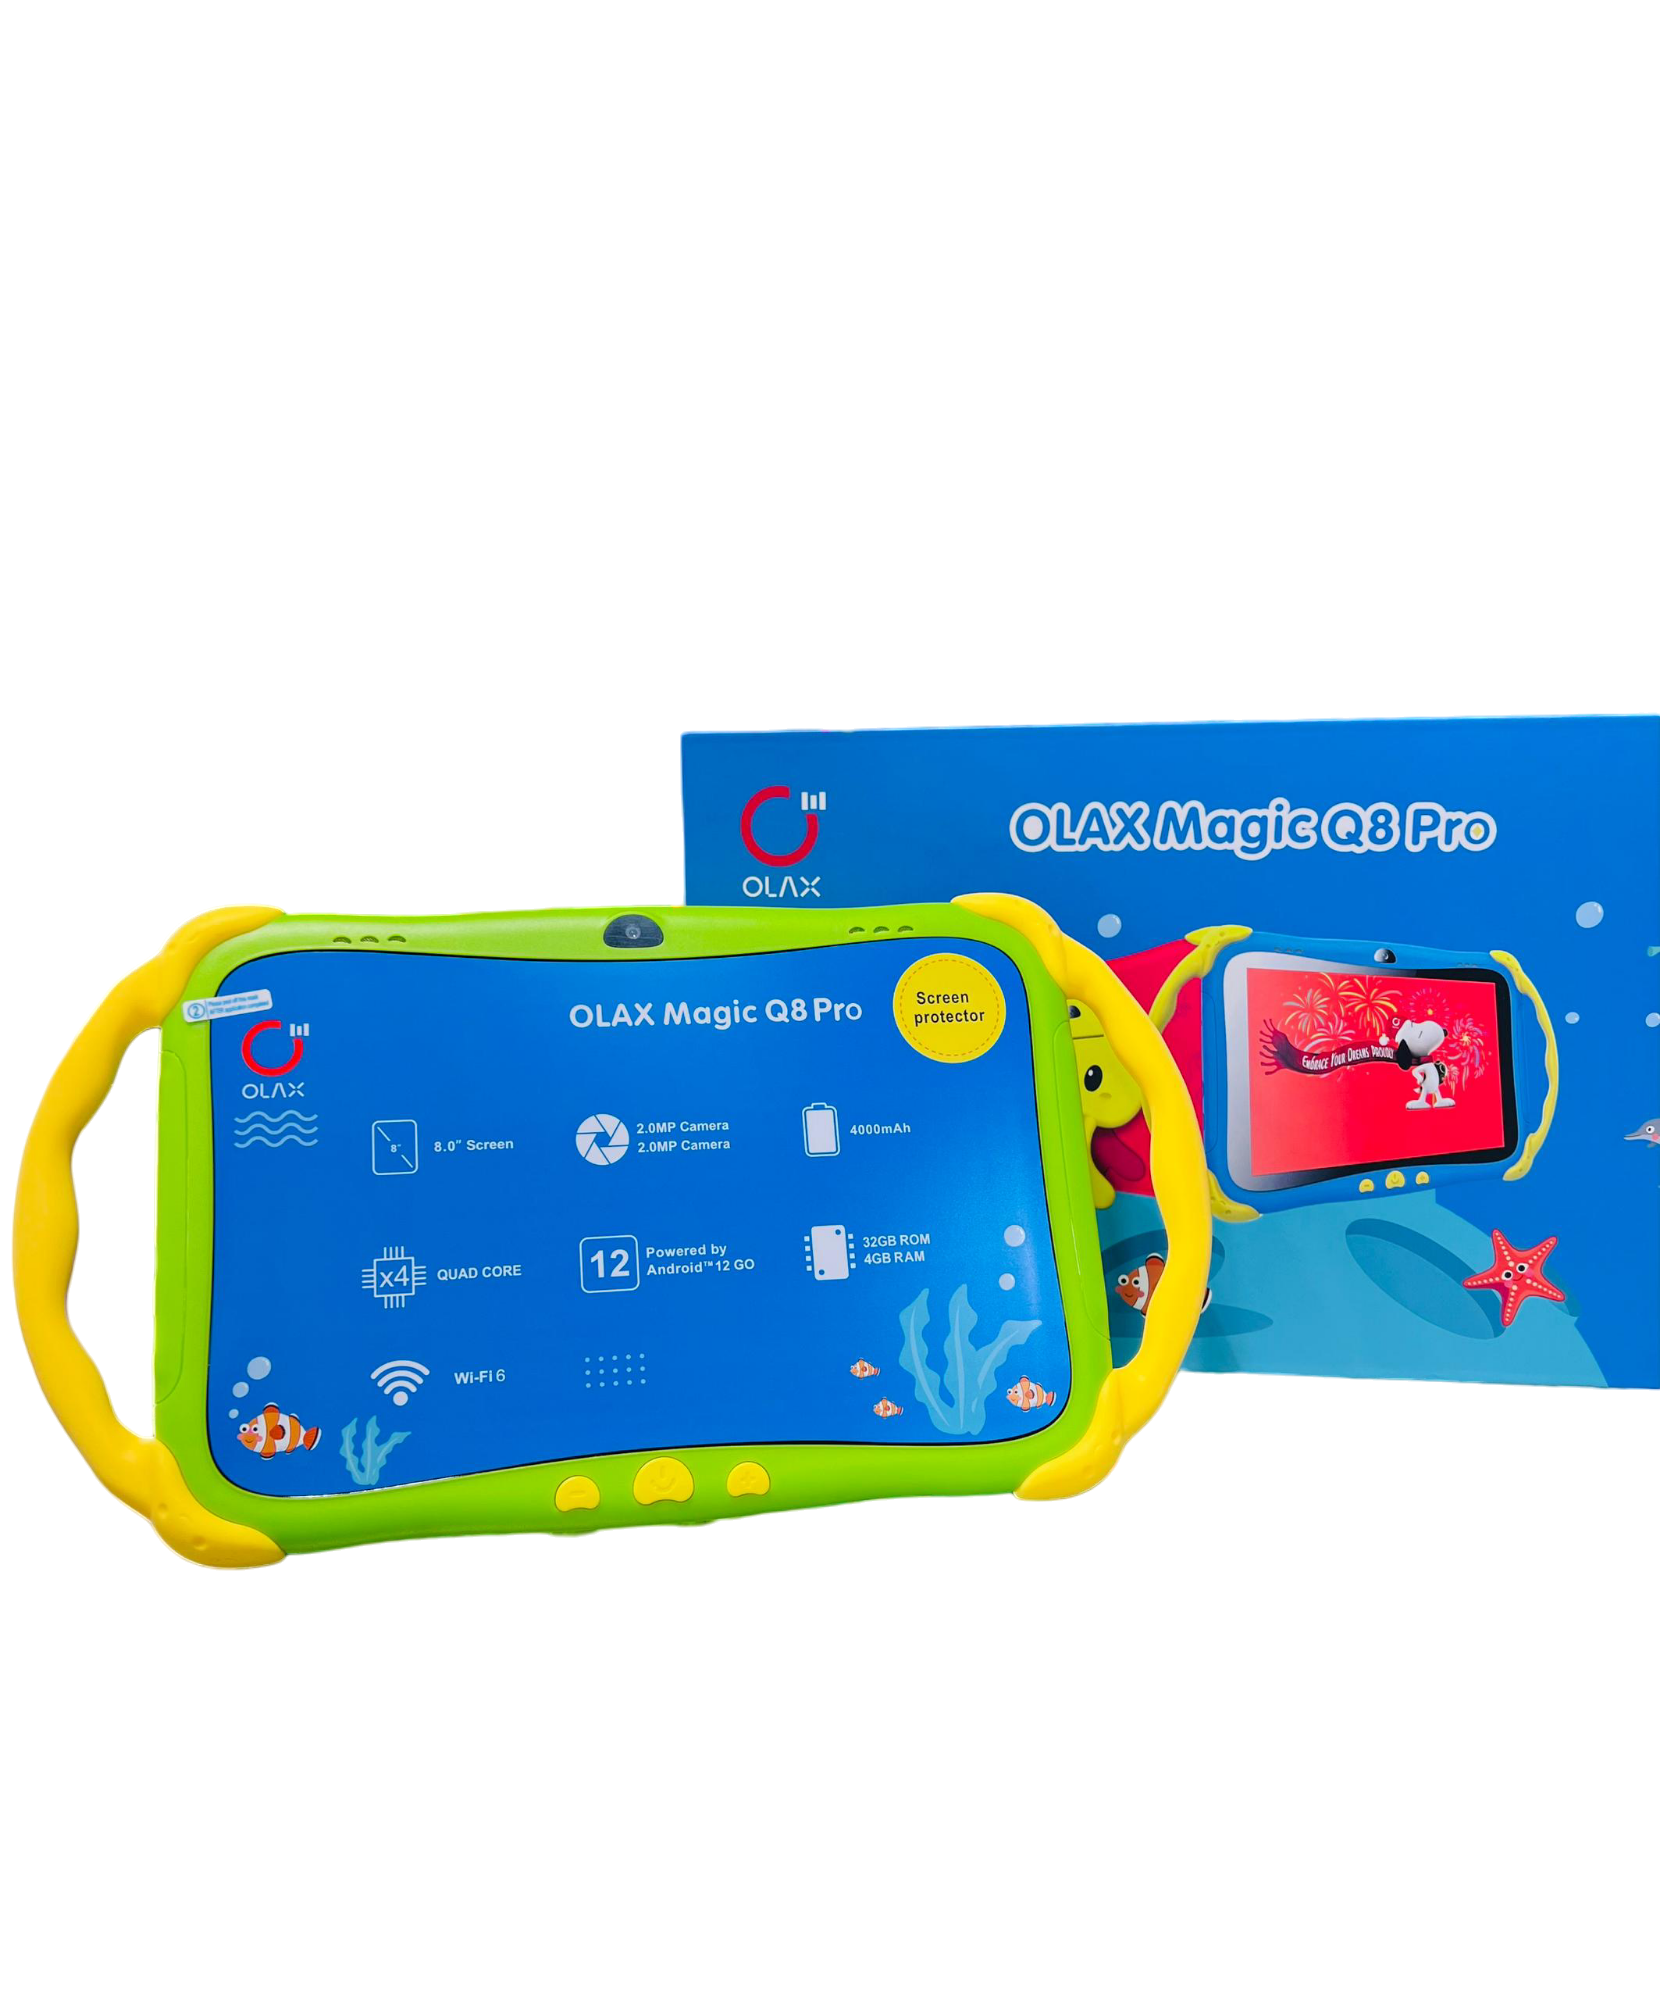 OLAX Magic Q8 Pro
OLAX
EMBRACE YOUR DREAMS PROUDLY
OLAX Magic Q8 Pro
Screen
protector
2
OLAX
8"
8.0" Screen
2.0MP Camera
2.0MP Camera
4000mAh
x4
QUAD CORE
12
Powered by
Android™ 12 GO
32GB ROM
4GB RAM
Wi-FI 6